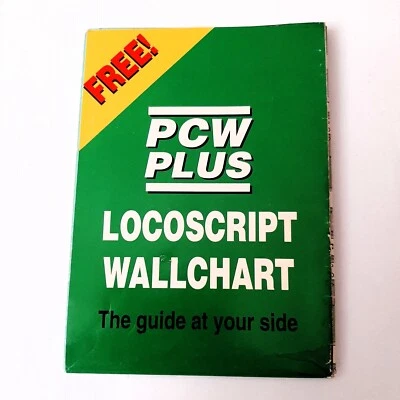 FREE!
PCW
PLUS
LOCOSCRIPT
WALLCHART
The guide at your side